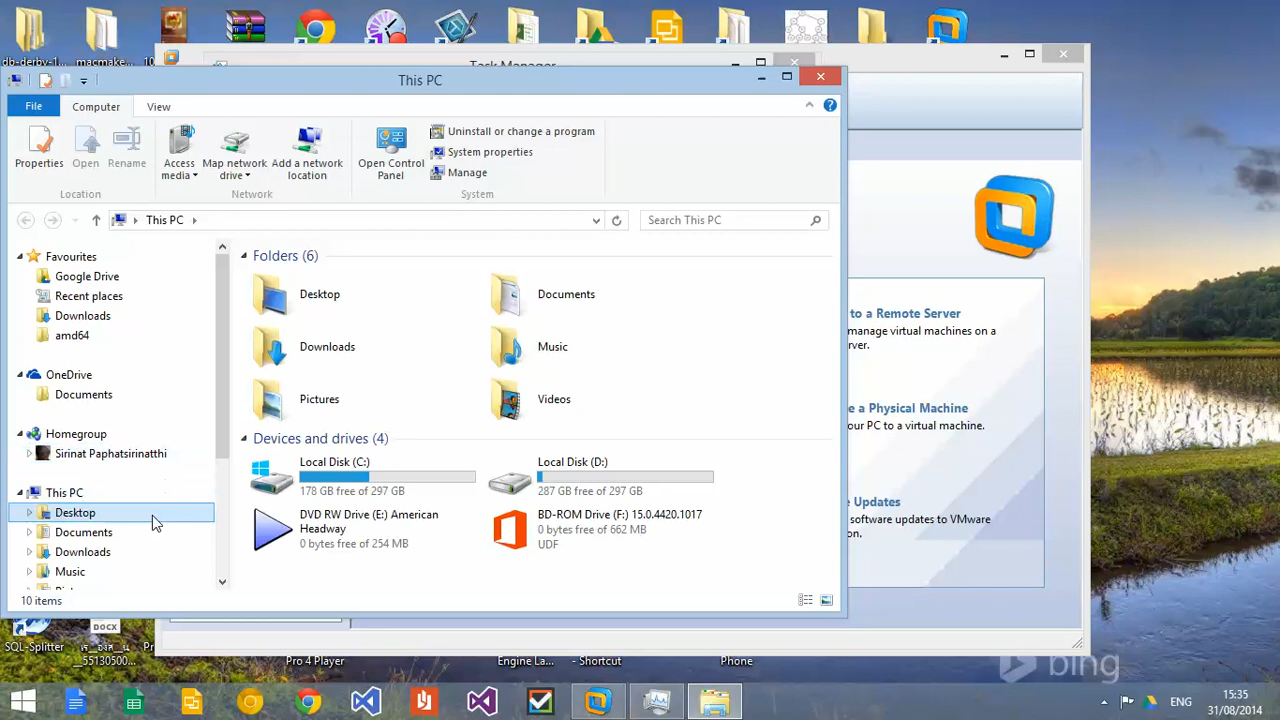 db-derby-1...
macmake...
Task Manager
This PC
File
Computer
View
Properties
Open
Rename
Access media
Map network drive
Add a network location
Open Control Panel
Uninstall or change a program
System properties
Manage
Location
Network
System
This PC
Search This PC
Favourites
Google Drive
Recent places
Downloads
amd64
OneDrive
Documents
Homegroup
Sirinat Paphatsirinatthi
This PC
Desktop
Documents
Downloads
Music
Folders (6)
Desktop
Documents
Downloads
Music
Pictures
Videos
Devices and drives (4)
Local Disk (C:)
178 GB free of 297 GB
Local Disk (D:)
287 GB free of 297 GB
DVD RW Drive (E:) American Headway
0 bytes free of 254 MB
BD-ROM Drive (F:) 15.0.4420.1017
0 bytes free of 662 MB
UDF
10 items
to a Remote Server
manage virtual machines on a
rver.
e a Physical Machine
our PC to a virtual machine.
e Updates
software updates to VMware
on.
DOCX
SQL-Splitter
__55130500...
Pro 4 Player
Engine La...
- Shortcut
Phone
bing
ENG
15:35
31/08/2014